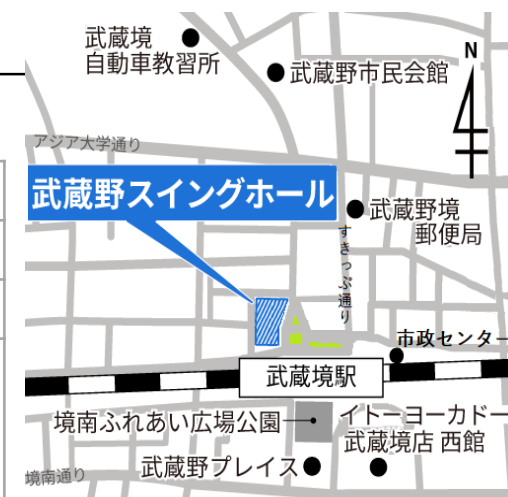 武蔵境
自動車教習所
N
武蔵野市民会館
アジア大学通り
武蔵野スイングホール
武蔵野境
郵便局
すきっぷ通り
市政センター
武蔵境駅
境南ふれあい広場公園
イトーヨーカドー
武蔵境店 西館
武蔵野プレイス
境南通り